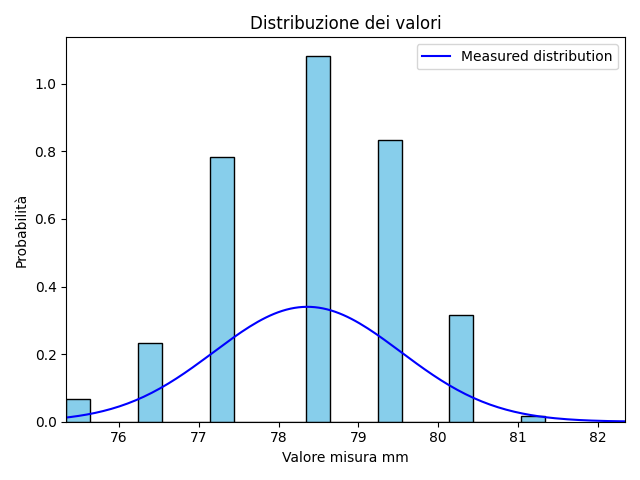 Distribuzione dei valori
Measured distribution
Probabilità
1.0
0.8
0.6
0.4
0.2
0.0
76 77 78 79 80 81 82
Valore misura mm